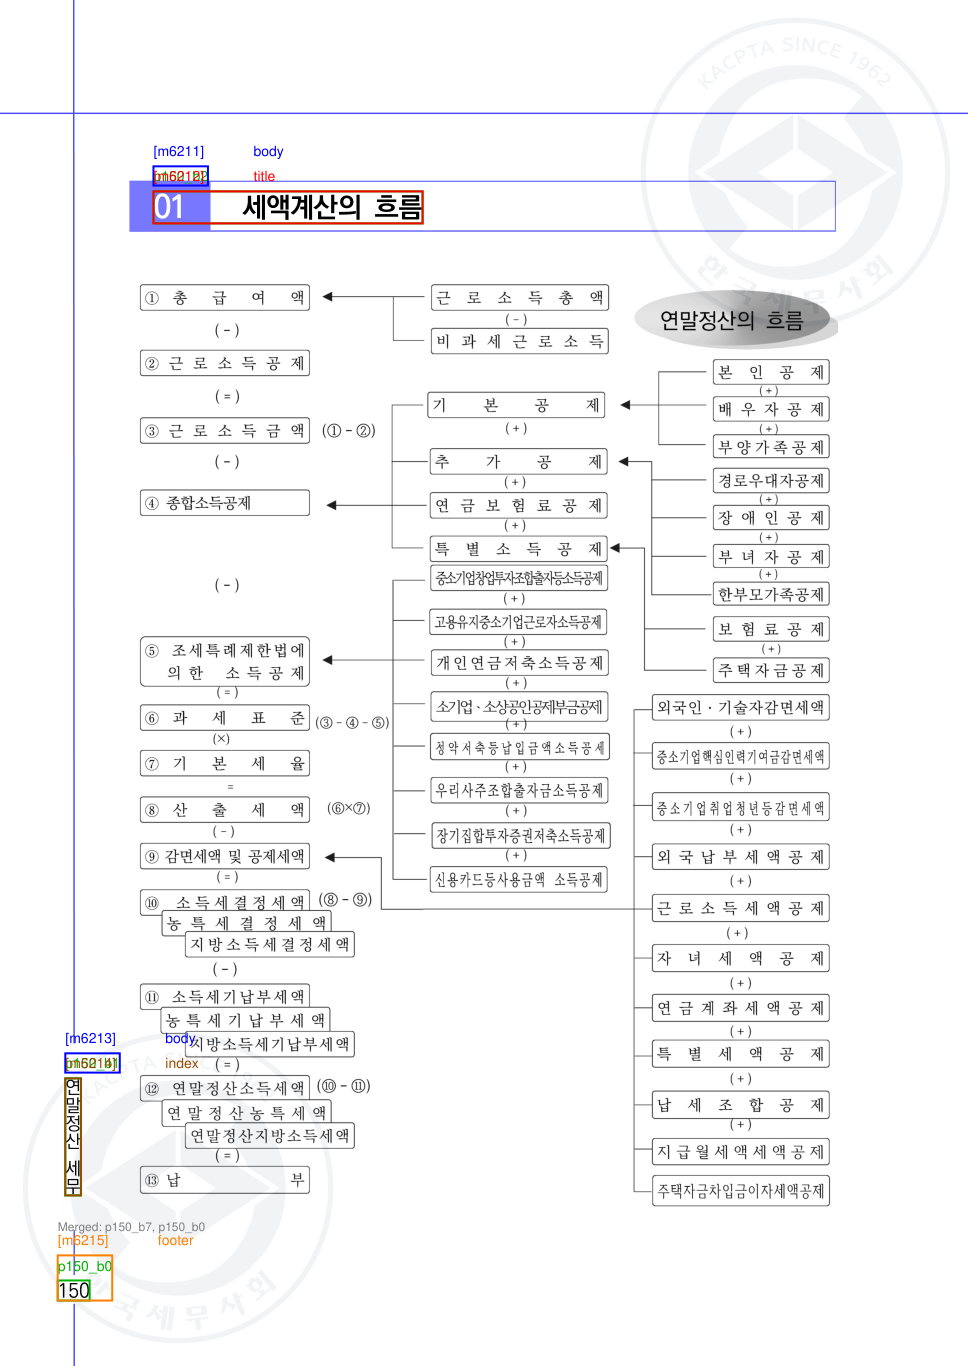 KACPTA SINCE 1962
한국세무사회
[m6211] body
title
01 세액계산의 흐름
연말정산의 흐름
① 총급여액
근로소득총액
(-)
비과세근로소득
(-)
② 근로소득공제
(=)
③ 근로소득금액 (①-②)
(-)
④ 종합소득공제
(-)
⑤ 조세특례제한법에
의한 소득공제
(=)
⑥ 과세표준 (③-④-⑤)
(×)
⑦ 기본세율
=
⑧ 산출세액 (⑥×⑦)
(-)
⑨ 감면세액 및 공제세액
(=)
⑩ 소득세결정세액 (⑧-⑨)
농특세결정세액
지방소득세결정세액
(-)
⑪ 소득세기납부세액
농특세기납부세액
지방소득세기납부세액
(=)
⑫ 연말정산소득세액 (⑩-⑪)
연말정산농특세액
연말정산지방소득세액
(=)
⑬ 납부
기본공제
(+)
추가공제
(+)
연금보험료공제
(+)
특별소득공제
중소기업창업투자조합출자등소득공제
(+)
고용유지중소기업근로자소득공제
(+)
개인연금저축소득공제
(+)
소기업、소상공인공제부금공제
(+)
청약저축등납입금액소득공제
(+)
우리사주조합출자금소득공제
(+)
장기집합투자증권저축소득공제
(+)
신용카드등사용금액 소득공제
본인공제
(+)
배우자공제
(+)
부양가족공제
경로우대자공제
(+)
장애인공제
(+)
부녀자공제
(+)
한부모가족공제
보험료공제
(+)
주택자금공제
외국인·기술자감면세액
(+)
중소기업핵심인력기여금감면세액
(+)
중소기업취업청년등감면세액
(+)
외국납부세액공제
(+)
근로소득세액공제
(+)
자녀세액공제
(+)
연금계좌세액공제
(+)
특별세액공제
(+)
납세조합공제
(+)
지급월세액세액공제
주택자금차입금이자세액공제
[m6213] body
index
연말정산 세무
Merged: p150_b7, p150_b0
[m6215] footer
p150_b0
150